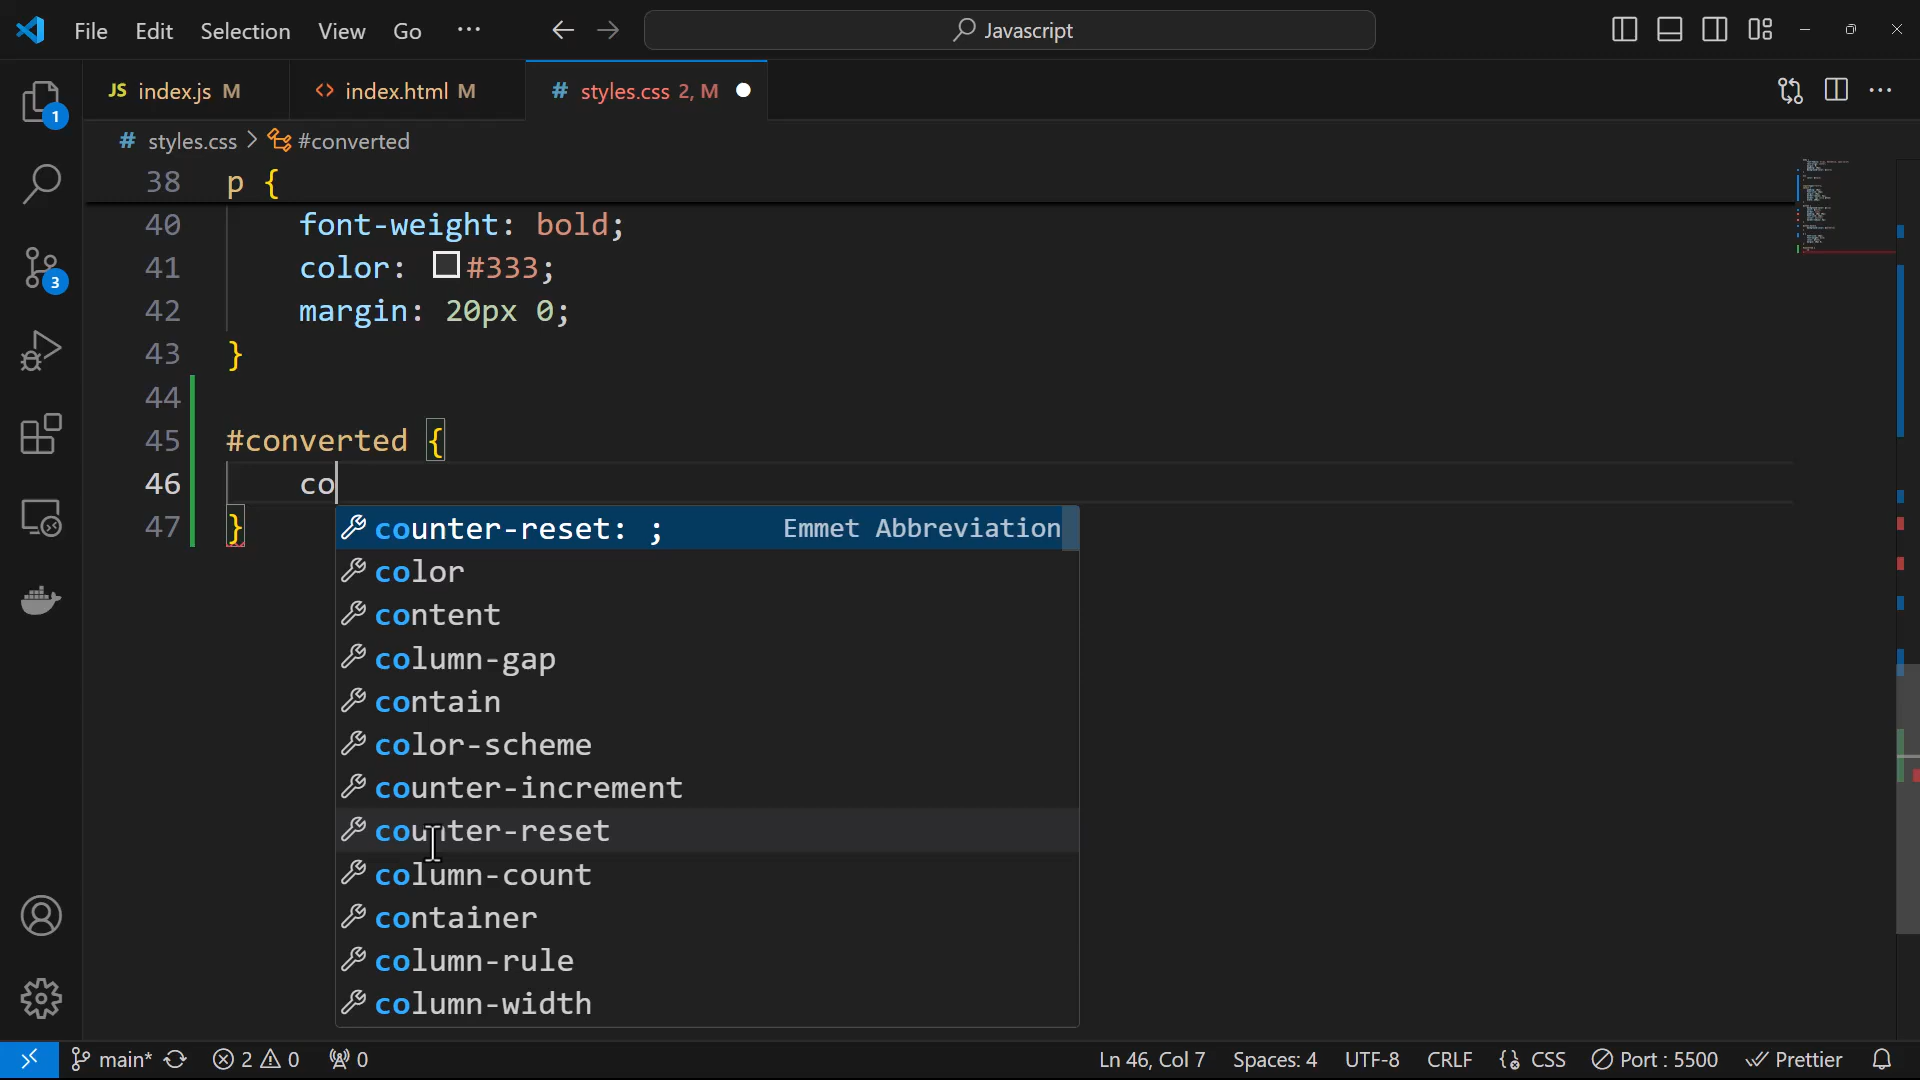 File Edit Selection View Go ··· Javascript
JS index.js M <> index.html M # styles.css 2, M
# styles.css > #converted
38 p {
40 font-weight: bold;
41 color: #333;
42 margin: 20px 0;
43 }
44
45 #converted {
46 co
47 }
counter-reset: ; Emmet Abbreviation
color
content
column-gap
contain
color-scheme
counter-increment
counter-reset
column-count
container
column-rule
column-width
1
3
main* 2 0 0 Ln 46, Col 7 Spaces: 4 UTF-8 CRLF {} CSS Port : 5500 Prettier